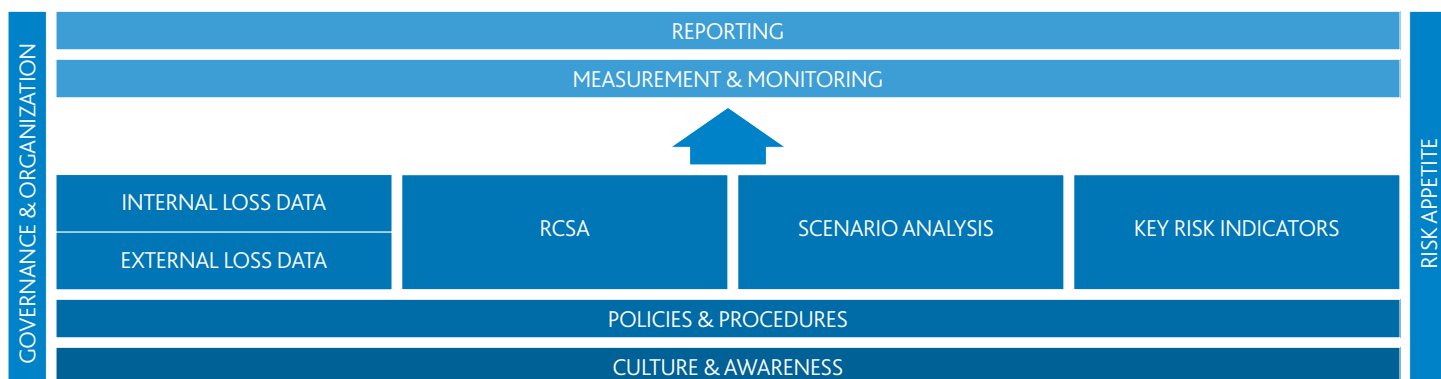 GOVERNANCE & ORGANIZATION
REPORTING
MEASUREMENT & MONITORING
INTERNAL LOSS DATA
EXTERNAL LOSS DATA
RCSA
SCENARIO ANALYSIS
KEY RISK INDICATORS
POLICIES & PROCEDURES
CULTURE & AWARENESS
RISK APPETITE